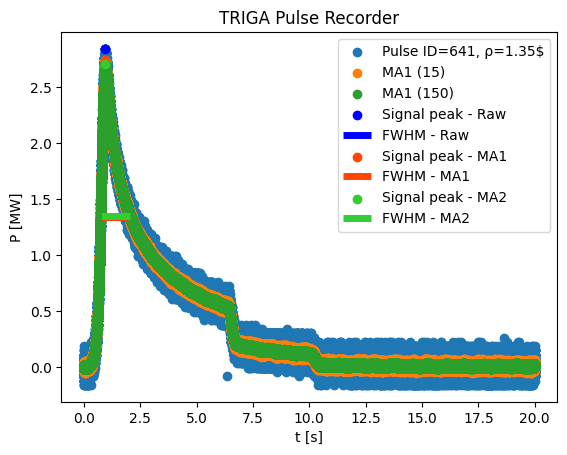 TRIGA Pulse Recorder
Pulse ID=641, ρ=1.35$
MA1 (15)
MA1 (150)
Signal peak - Raw
FWHM - Raw
Signal peak - MA1
FWHM - MA1
Signal peak - MA2
FWHM - MA2
P [MW]
2.5
2.0
1.5
1.0
0.5
0.0
0.0 2.5 5.0 7.5 10.0 12.5 15.0 17.5 20.0
t [s]